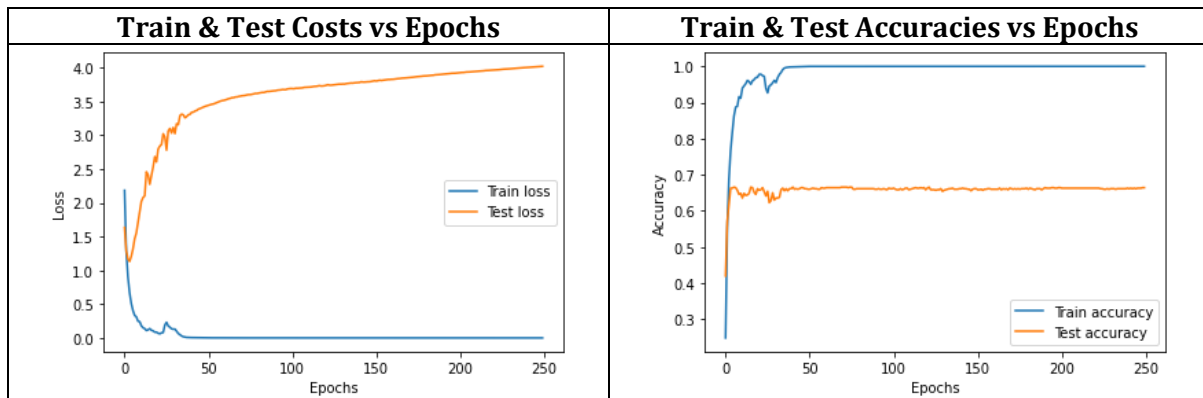 Train & Test Costs vs Epochs
Train & Test Accuracies vs Epochs
4.0
3.5
3.0
2.5
2.0
1.5
1.0
0.5
0.0
Loss
Train loss
Test loss
0
50
100
150
200
250
Epochs
1.0
0.9
0.8
0.7
0.6
0.5
0.4
0.3
Accuracy
Train accuracy
Test accuracy
0
50
100
150
200
250
Epochs